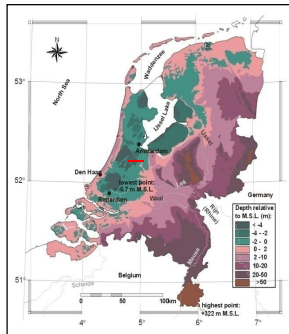 N
North Sea
Waddenzee
IJssel Lake
IJssel
53°
Amsterdam
Den Haag
52°
lowest point:
-6.7 m M.S.L.
Rotterdam
Waal
Rijn
(Rhine)
Germany
Depth relative
to M.S.L. (m):
< -4
-4 - -2
-2 - 0
0 - 2
2 - 10
10-20
20-50
>50
Meuse
51°
Belgium
Schelde
0 50 100km
highest point:
+322 m M.S.L.
4° 5° 6° 7°